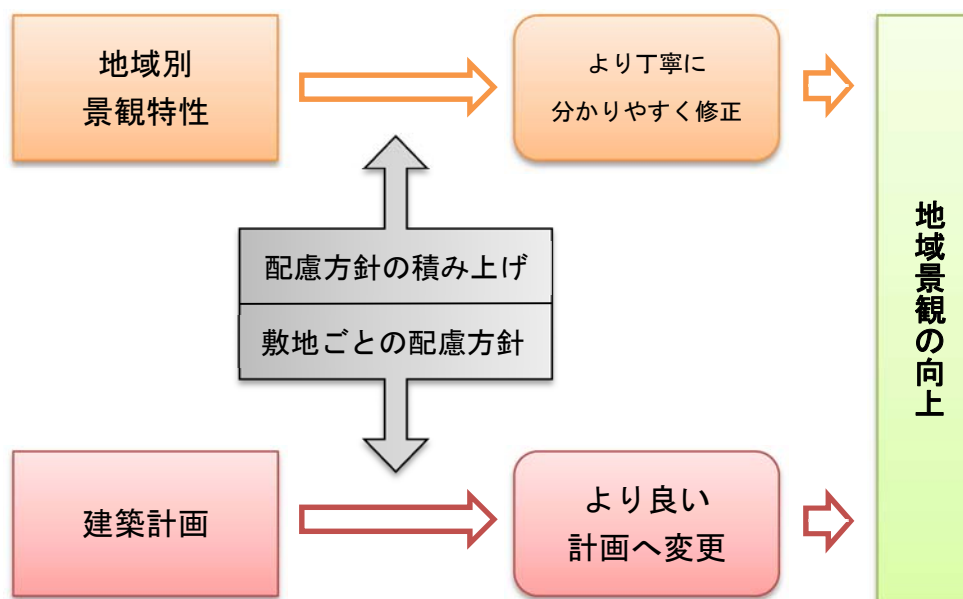 地域別
景観特性
より丁寧に
分かりやすく修正
配慮方針の積み上げ
敷地ごとの配慮方針
建築計画
より良い
計画へ変更
地域景観の向上